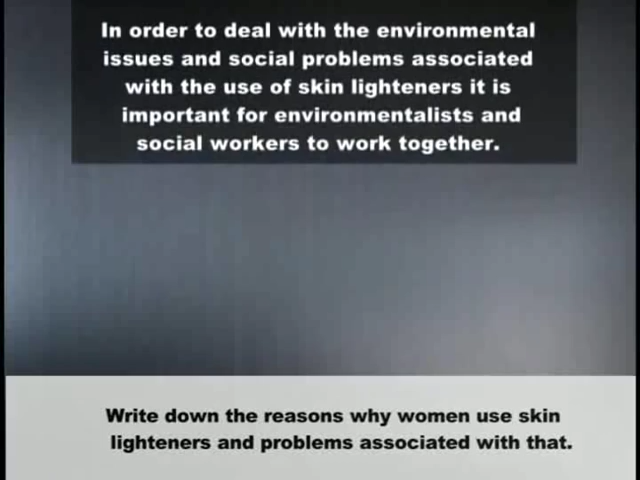 In order to deal with the environmental
issues and social problems associated
with the use of skin lighteners it is
important for environmentalists and
social workers to work together.
Write down the reasons why women use skin
lighteners and problems associated with that.